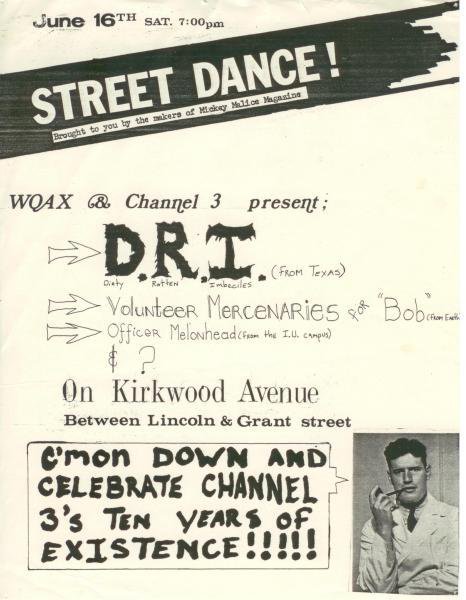 June 16TH SAT. 7:00pm
STREET DANCE!
Brought to you by the makers of Mickey Malice Magazine
WQAX & Channel 3 present;
D.R.I. (FROM TEXAS)
Dirty Rotten Imbeciles
Volunteer MERCENARIES FOR "Bob" (from Earth
Officer Melonhead (from the I.U. campus)
& ?
On Kirkwood Avenue
Between Lincoln & Grant street
C'mon DOWN AND
CELEBRATE CHANNEL
3's TEN YEARS OF
EXISTENCE!!!!!